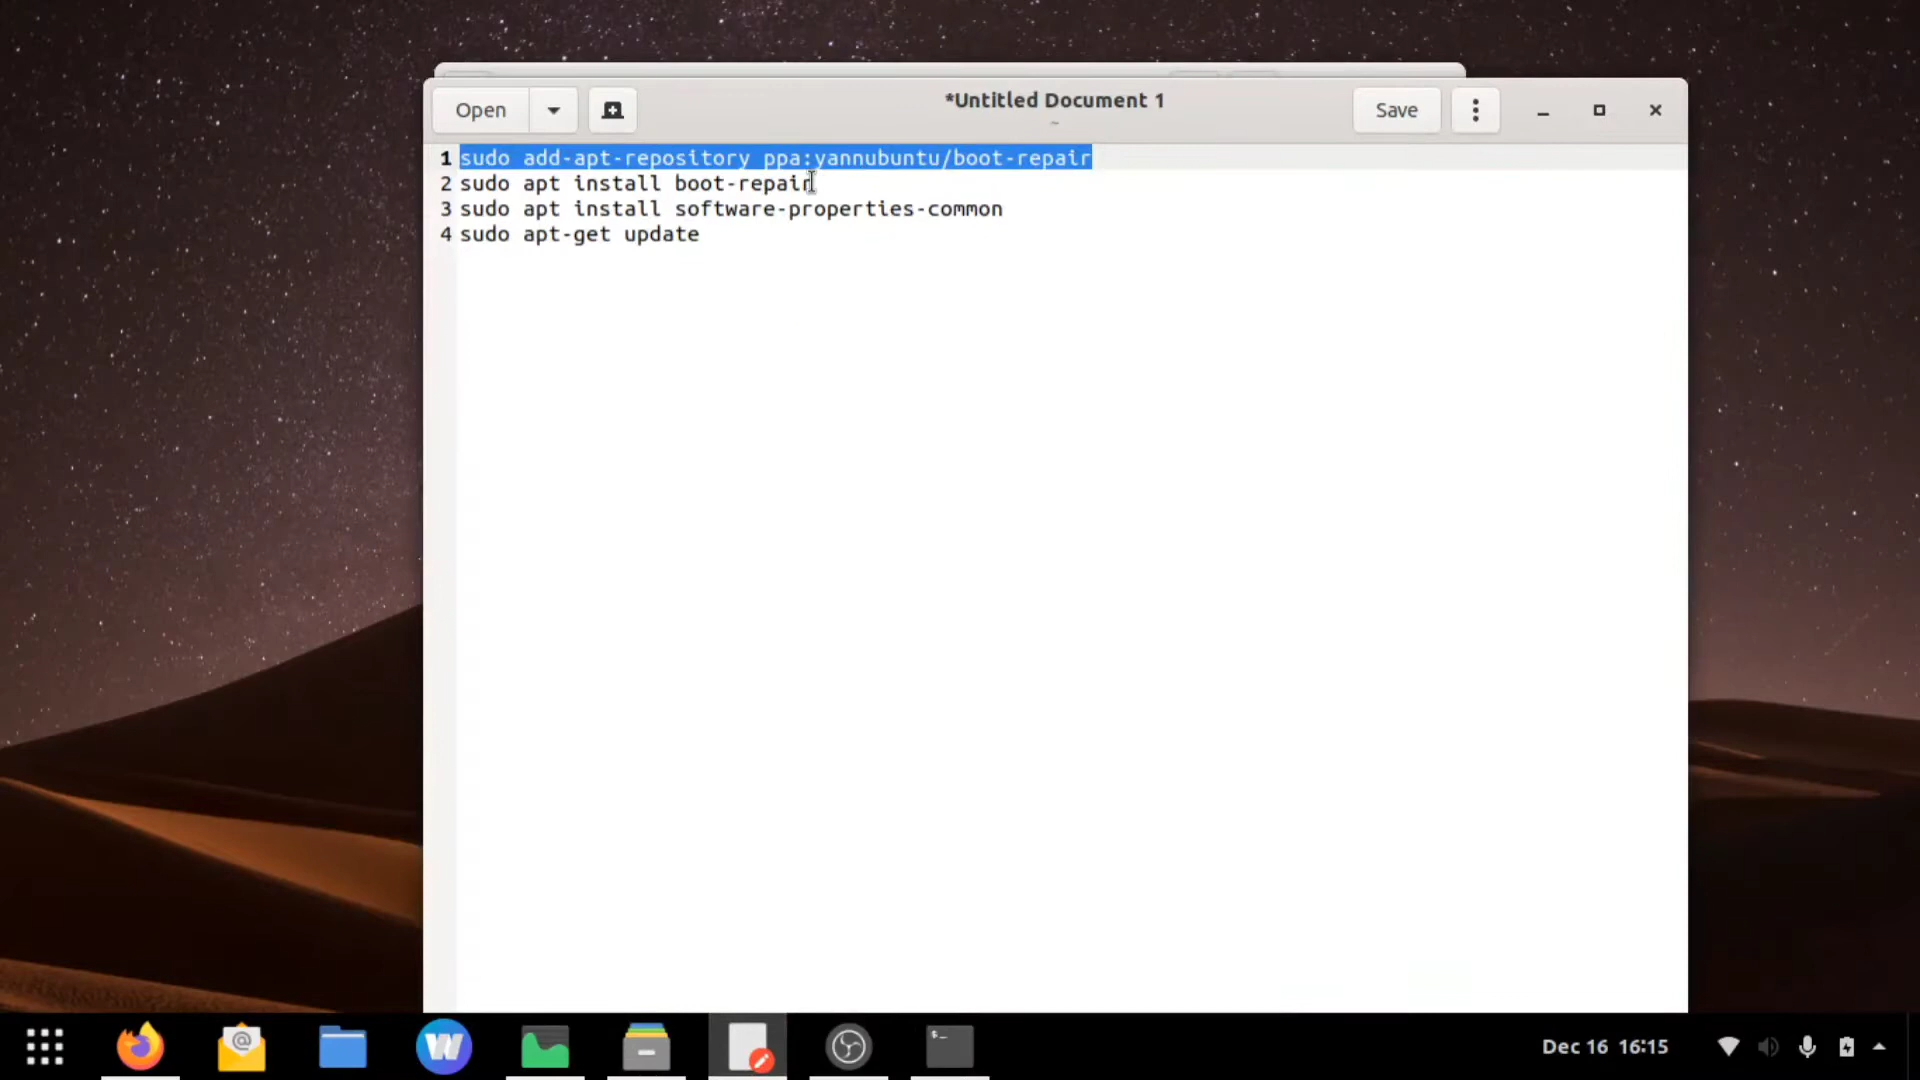 Open
*Untitled Document 1
~
Save
1 sudo add-apt-repository ppa:yannubuntu/boot-repair
2 sudo apt install boot-repair
3 sudo apt install software-properties-common
4 sudo apt-get update
Dec 16 16:15